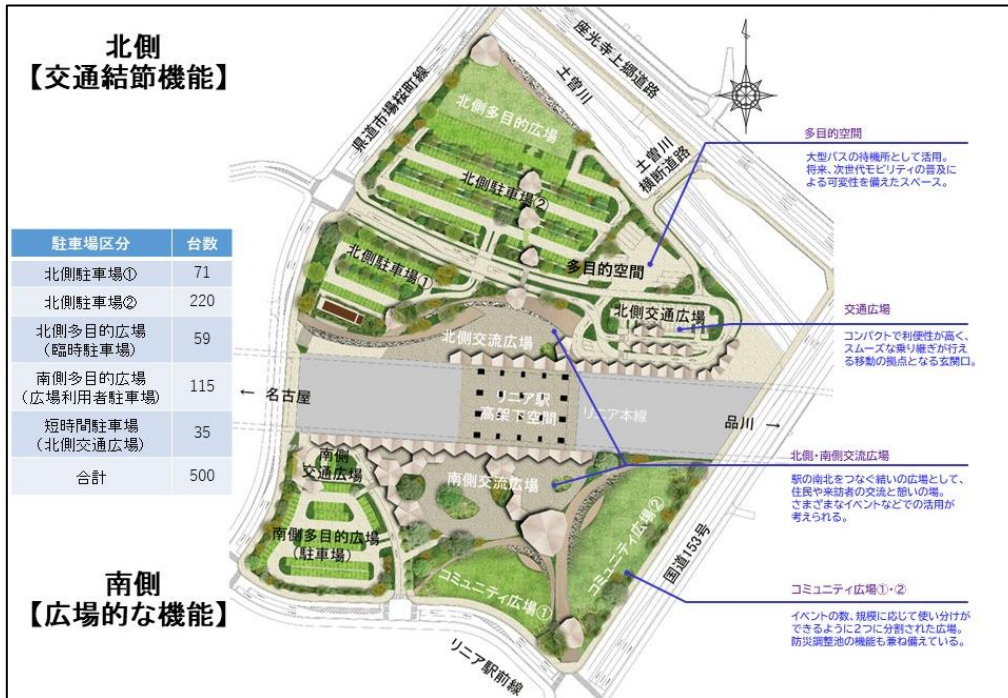 北側
【交通結節機能】
県道市場桜町線
座光寺上郷道路
土曽川
土曽川
横断道路
北側多目的広場
北側駐車場②
北側駐車場①
多目的空間
北側交通広場
北側交流広場
← 名古屋
リニア駅
高架下空間
リニア本線
品川 →
南側
交通広場
南側交流広場
南側多目的広場
(駐車場)
コミュニティ広場①
コミュニティ広場②
国道153号
リニア駅前線
駐車場区分 台数
北側駐車場① 71
北側駐車場② 220
北側多目的広場
(臨時駐車場) 59
南側多目的広場
(広場利用者駐車場) 115
短時間駐車場
(北側交通広場) 35
合計 500
多目的空間
大型バスの待機所として活用。
将来、次世代モビリティの普及に
よる可変性を備えたスペース。
交通広場
コンパクトで利便性が高く、
スムーズな乗り継ぎが行え
る移動の拠点となる玄関口。
北側・南側交流広場
駅の南北をつなぐ結いの広場として、
住民や来訪者の交流と憩いの場。
さまざまなイベントなどでの活用が
考えられる。
コミュニティ広場①・②
イベントの数、規模に応じて使い分けが
できるように2つに分割された広場。
防災調整池の機能も兼ね備えている。
南側
【広場的な機能】